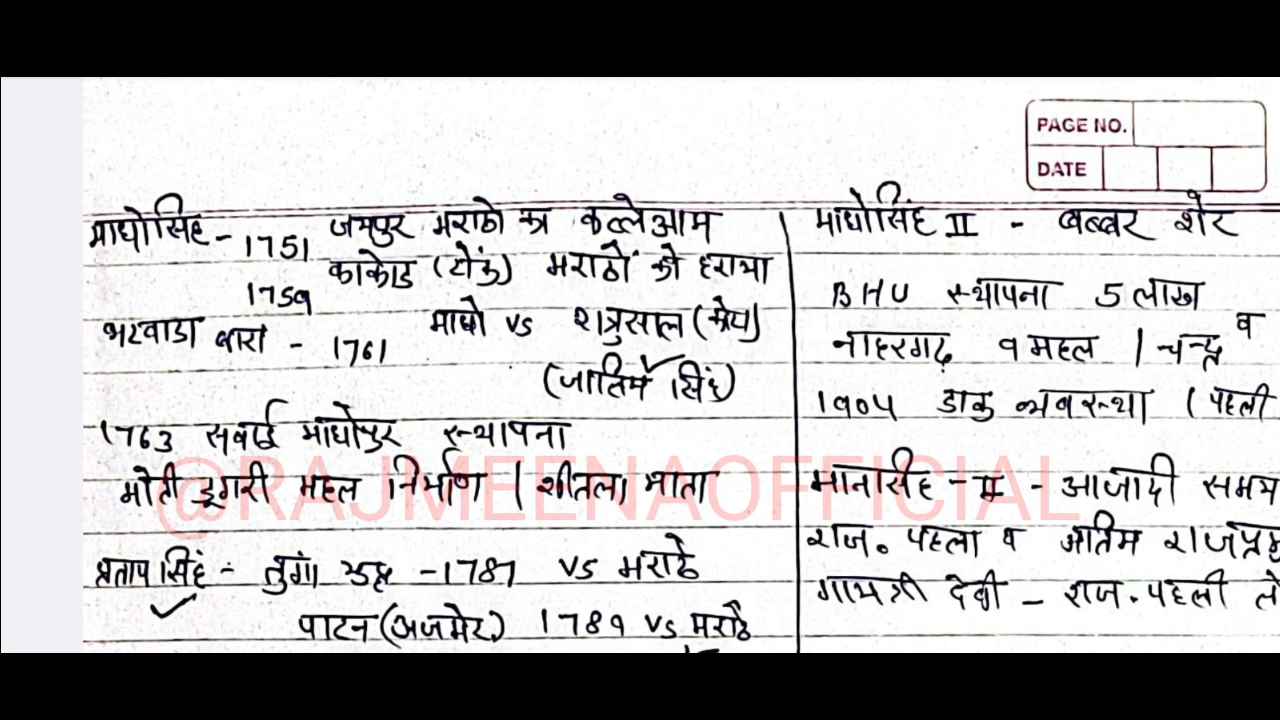 PAGE NO.
DATE
माधोसिंह - 1751 जयपुर मराठो का कत्लेआम
1759 काकोड (टोंक) मराठों को हराया
भटवाडा बारां - 1761 माधो vs शत्रुसाल (कोटा)
(जालिम सिंह)
1763 सवाई माधोपुर स्थापना
मोती डूंगरी महल निर्माण | शीतला माता
प्रताप सिंह - तुंगा युद्ध - 1787 vs मराठे
पाटन (अजमेर) 1789 vs मराठे
माधोसिंह II - बब्बर शेर
BHU स्थापना 5 लाख
नाहरगढ़ 9 महल | चन्द्र व
1904 डाक व्यवस्था (पहली
मानसिंह - II - आजादी समय
राज. पहला व अंतिम राजप्रमु
गायत्री देवी - राज. पहली लो
@RAJMEENAOFFICIAL